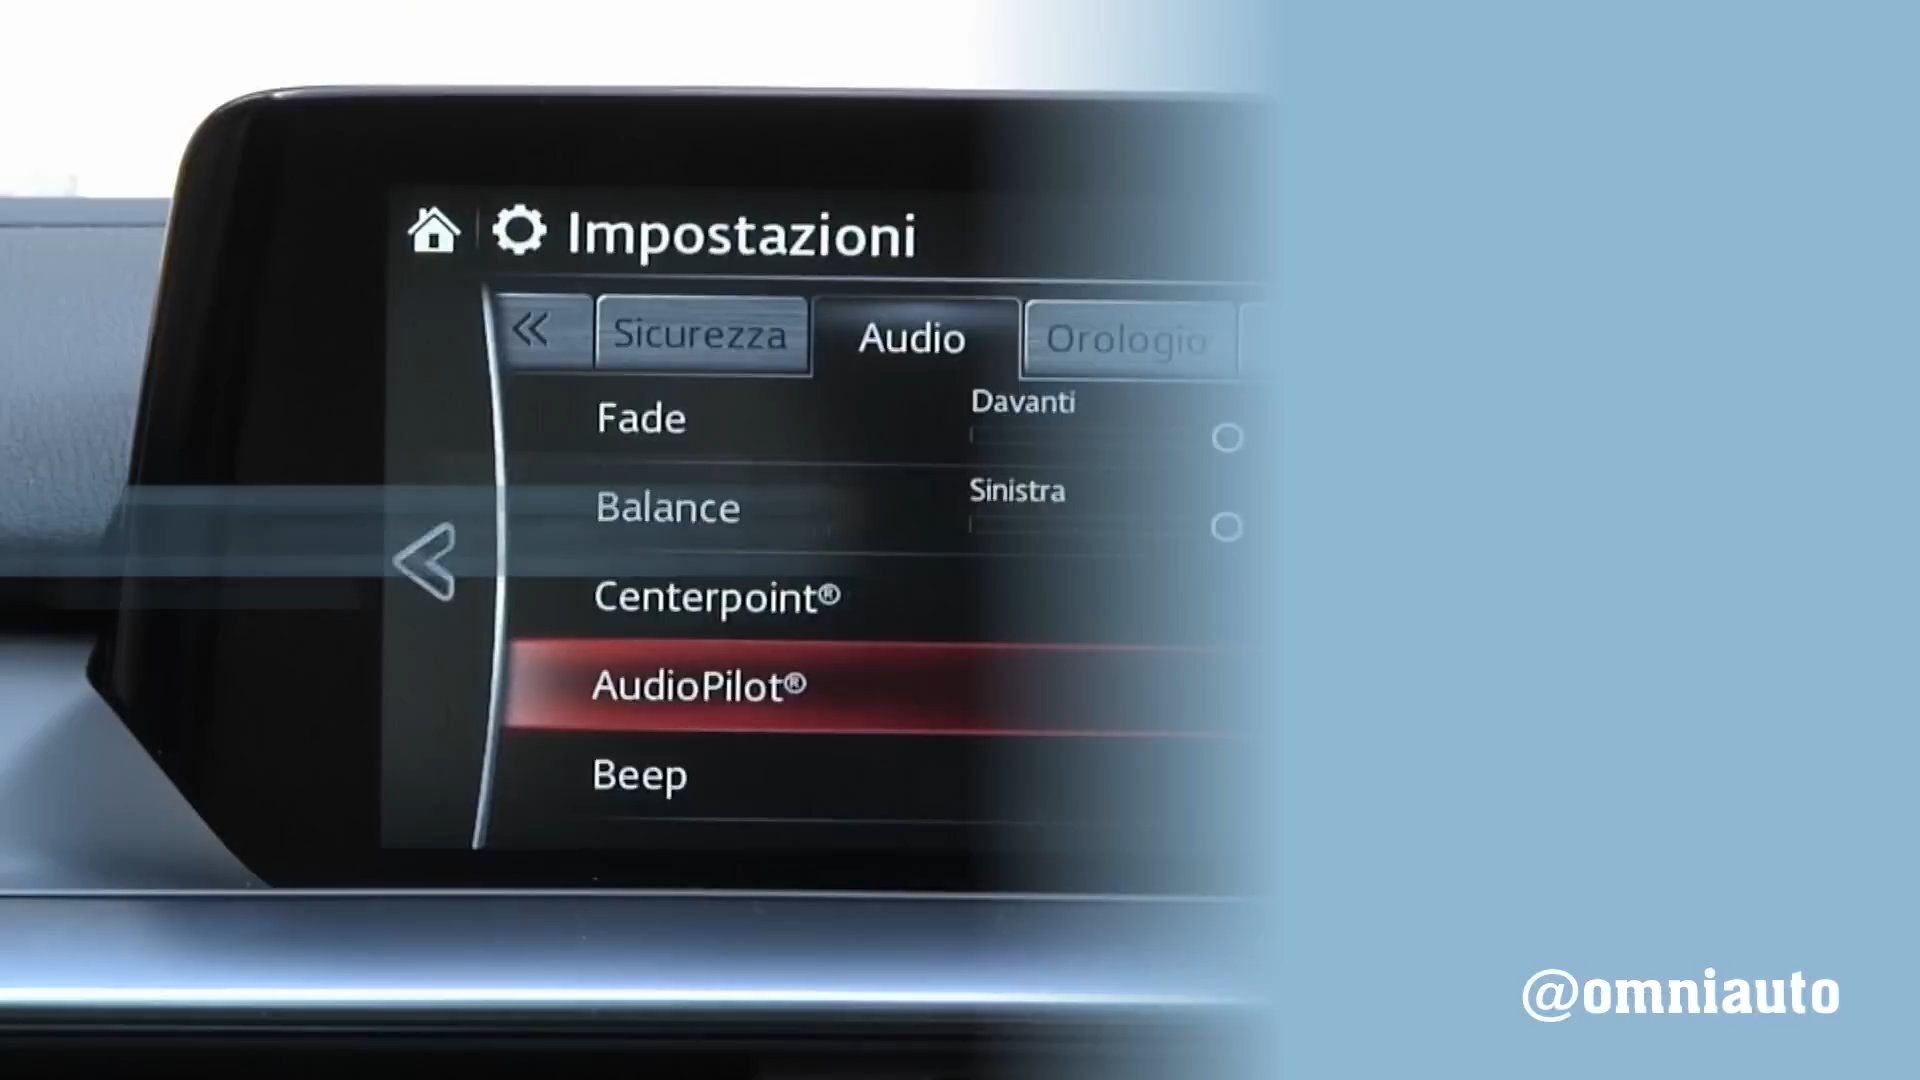 Impostazioni
« Sicurezza Audio Orologio
Fade Davanti
Balance Sinistra
Centerpoint®
AudioPilot®
Beep
@omniauto